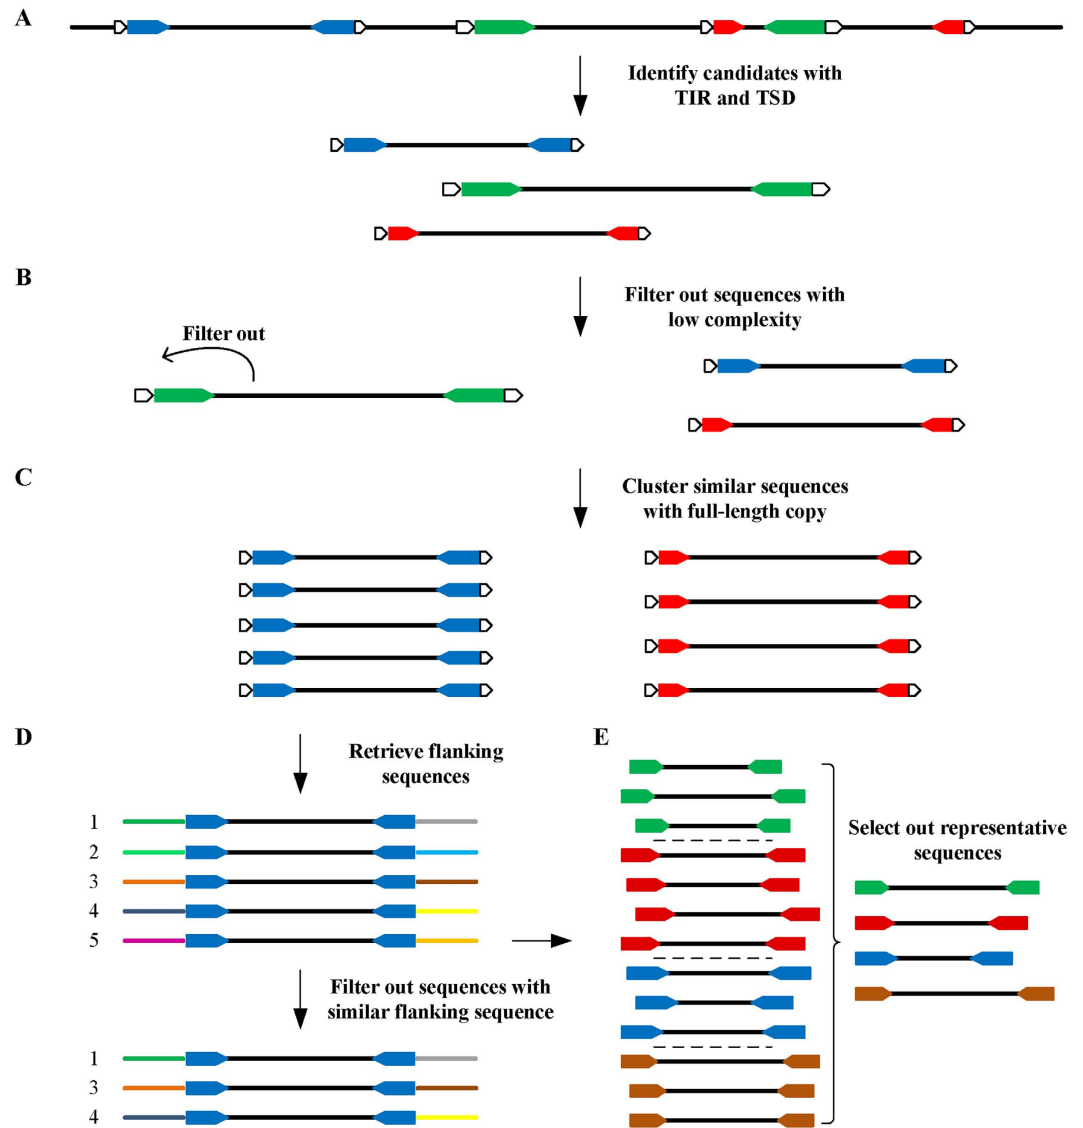 A
Identify candidates with
TIR and TSD
B
Filter out sequences with
low complexity
Filter out
C
Cluster similar sequences
with full-length copy
D
Retrieve flanking
sequences
1
2
3
4
5
Filter out sequences with
similar flanking sequence
1
3
4
E
Select out representative
sequences